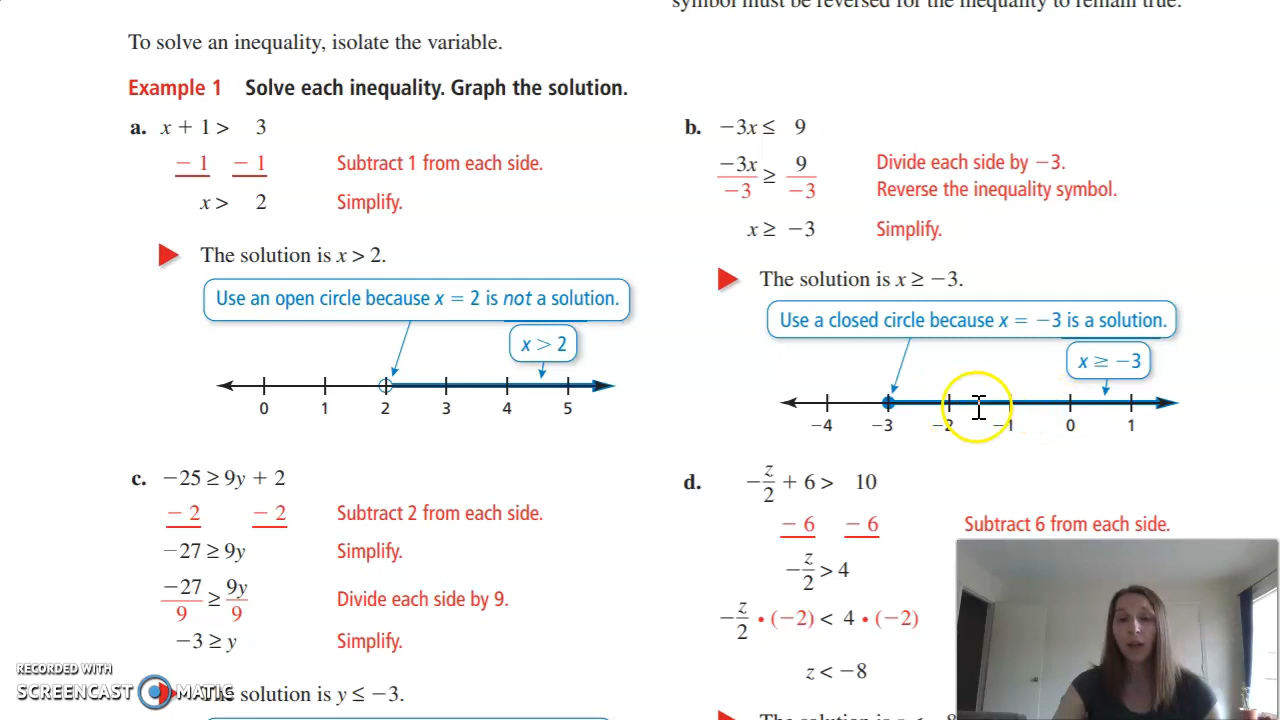 symbol must be reversed for the inequality to remain true.
To solve an inequality, isolate the variable.
Example 1 Solve each inequality. Graph the solution.
a. x + 1 > 3
− 1 − 1 Subtract 1 from each side.
x > 2 Simplify.
The solution is x > 2.
Use an open circle because x = 2 is not a solution.
x > 2
0 1 2 3 4 5
b. −3x ≤ 9
−3x/−3 ≥ 9/−3 Divide each side by −3.
Reverse the inequality symbol.
x ≥ −3 Simplify.
The solution is x ≥ −3.
Use a closed circle because x = −3 is a solution.
x ≥ −3
−4 −3 −2 −1 0 1
c. −25 ≥ 9y + 2
− 2 − 2 Subtract 2 from each side.
−27 ≥ 9y Simplify.
−27/9 ≥ 9y/9 Divide each side by 9.
−3 ≥ y Simplify.
The solution is y ≤ −3.
d. −z/2 + 6 > 10
− 6 − 6 Subtract 6 from each side.
−z/2 > 4
−z/2 • (−2) < 4 • (−2)
z < −8
RECORDED WITH
SCREENCAST MATIC